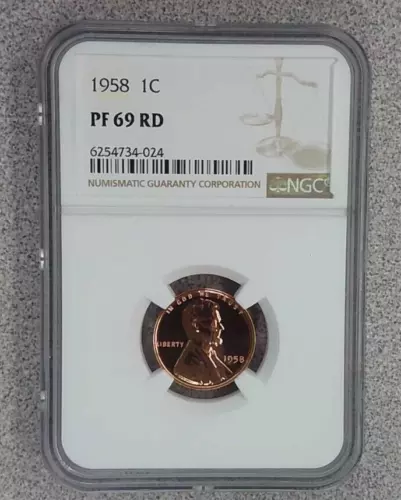 1958 1C
PF 69 RD
6254734-024
NUMISMATIC GUARANTY CORPORATION
NGC
IN GOD WE TRUST
LIBERTY
1958